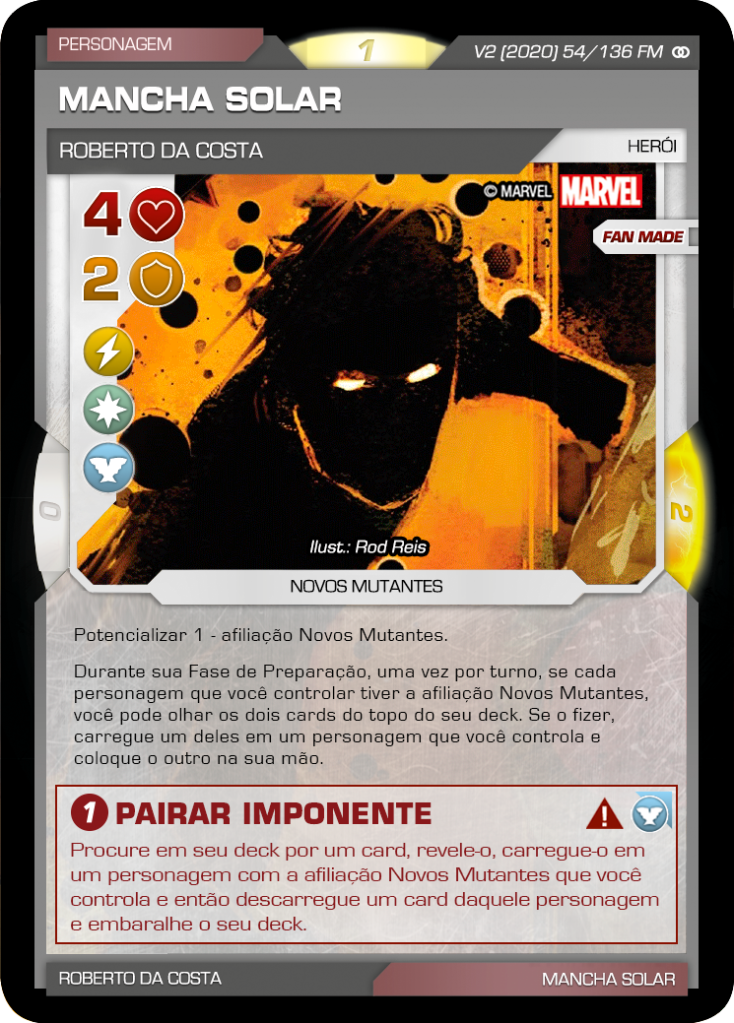 PERSONAGEM
1
V2 (2020) 54/136 FM
MANCHA SOLAR
ROBERTO DA COSTA
HERÓI
© MARVEL MARVEL
4
FAN MADE
2
0
2
Ilust.: Rod Reis
NOVOS MUTANTES
Potencializar 1 - afiliação Novos Mutantes.
Durante sua Fase de Preparação, uma vez por turno, se cada
personagem que você controlar tiver a afiliação Novos Mutantes,
você pode olhar os dois cards do topo do seu deck. Se o fizer,
carregue um deles em um personagem que você controla e
coloque o outro na sua mão.
1 PAIRAR IMPONENTE
Procure em seu deck por um card, revele-o, carregue-o em
um personagem com a afiliação Novos Mutantes que você
controla e então descarregue um card daquele personagem
e embaralhe o seu deck.
ROBERTO DA COSTA
MANCHA SOLAR